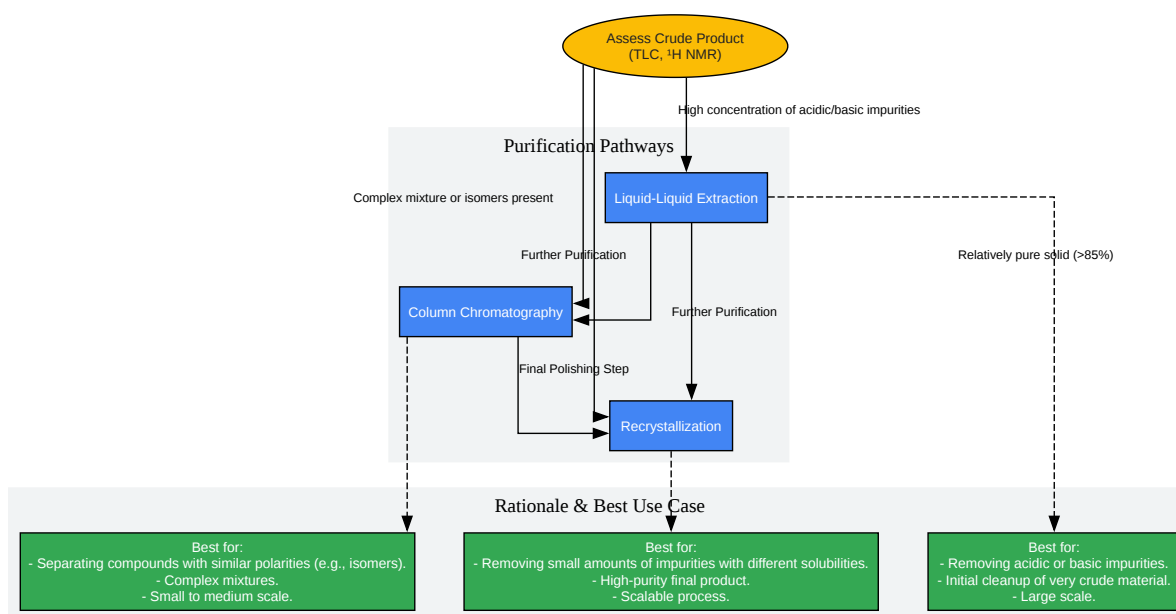 Assess Crude Product
(TLC, ¹H NMR)
High concentration of acidic/basic impurities
Purification Pathways
Complex mixture or isomers present
Liquid-Liquid Extraction
Further Purification
Relatively pure solid (>85%)
Column Chromatography
Further Purification
Final Polishing Step
Recrystallization
Rationale & Best Use Case
Best for:
- Separating compounds with similar polarities (e.g., isomers).
- Complex mixtures.
- Small to medium scale.
Best for:
- Removing small amounts of impurities with different solubilities.
- High-purity final product.
- Scalable process.
Best for:
- Removing acidic or basic impurities.
- Initial cleanup of very crude material.
- Large scale.